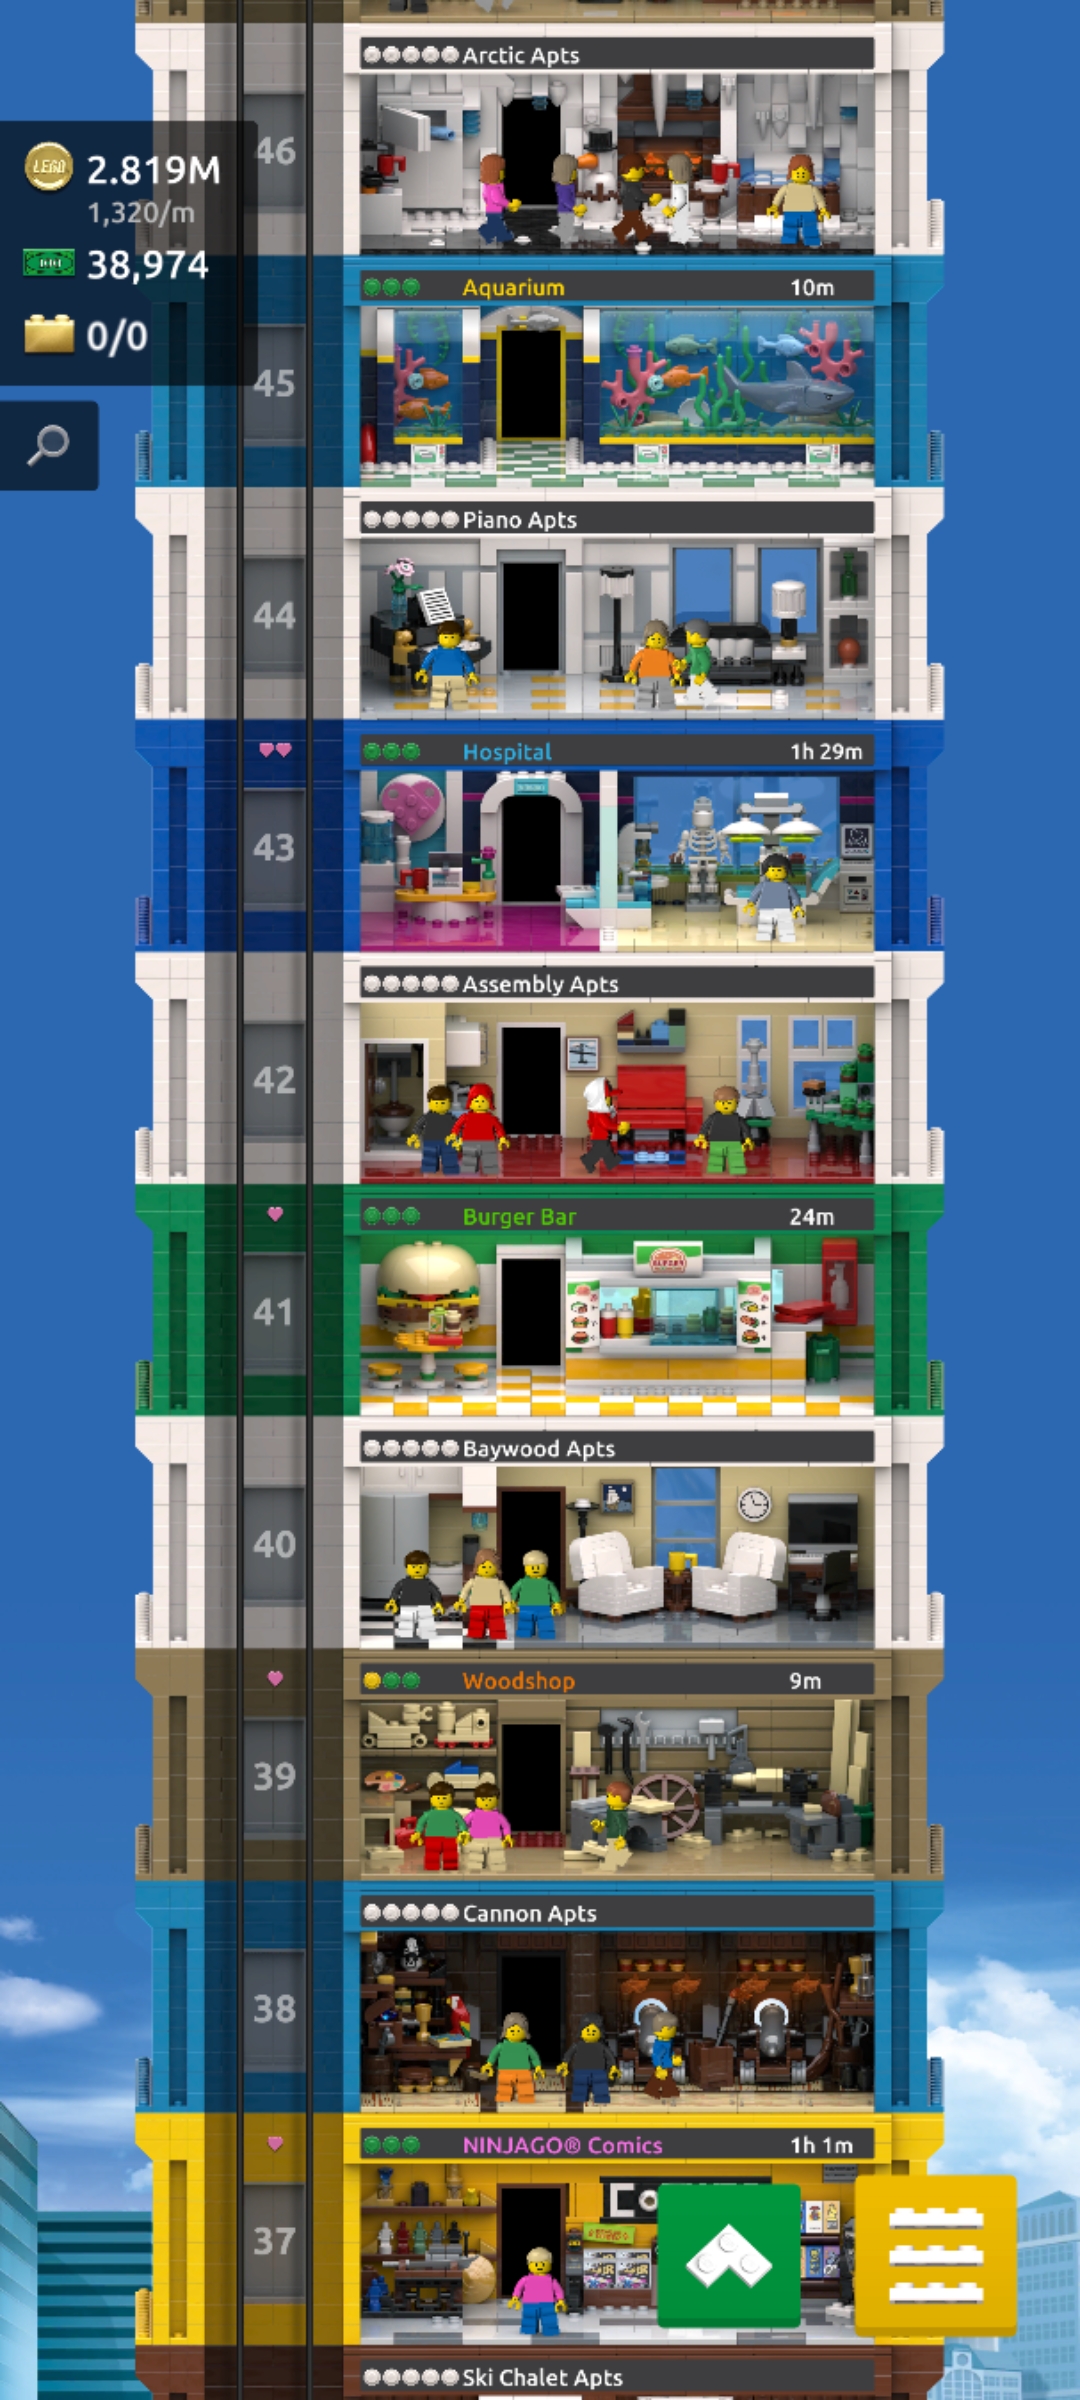 Arctic Apts
46
LEGO 2.819M
1,320/m
38,974
0/0
Aquarium 10m
45
Piano Apts
44
Hospital 1h 29m
43
Assembly Apts
42
Burger Bar 24m
41
Baywood Apts
40
Woodshop 9m
39
Cannon Apts
38
NINJAGO® Comics 1h 1m
37
Ski Chalet Apts